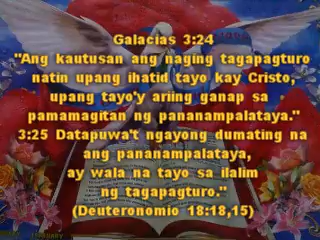 Galacias 3:24
"Ang kautusan ang naging tagapagturo
natin upang ihatid tayo kay Cristo,
upang tayo'y ariing ganap sa
pamamagitan ng pananampalataya."
3:25 Datapuwa't ngayong dumating na
ang pananampalataya,
ay wala na tayo sa ilalim
ng tagapagturo."
(Deuteronomio 18:18,15)